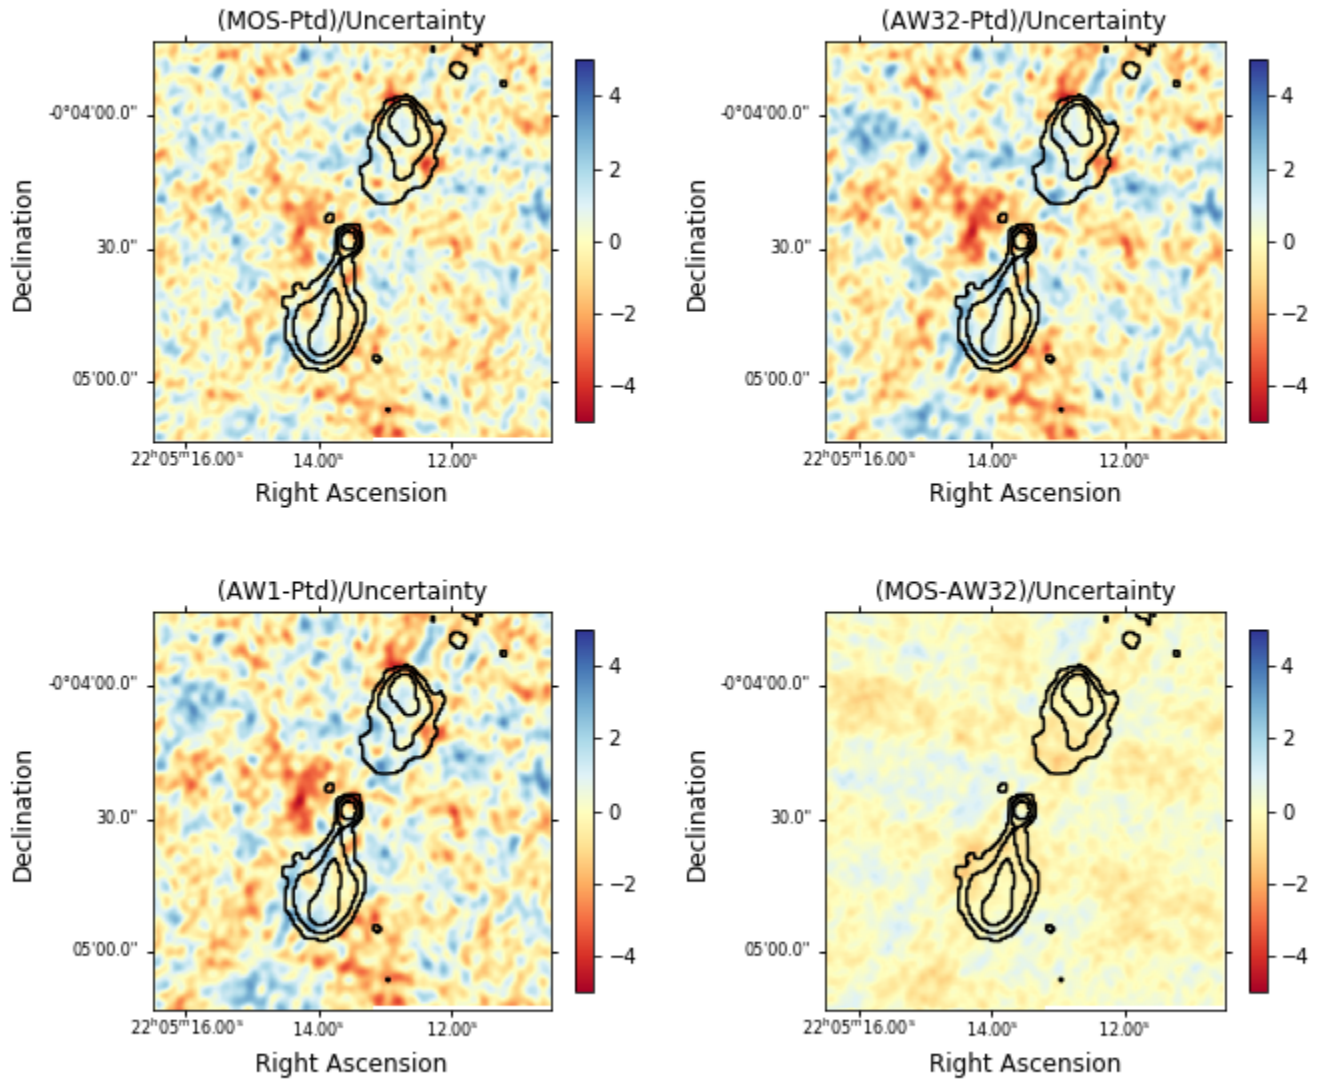 (MOS-Ptd)/Uncertainty
-0°04'00.0"
30.0"
05'00.0"
Declination
22ʰ05ᵐ16.00ˢ 14.00ˢ 12.00ˢ
Right Ascension
4
2
0
−2
−4
(AW32-Ptd)/Uncertainty
-0°04'00.0"
30.0"
05'00.0"
Declination
22ʰ05ᵐ16.00ˢ 14.00ˢ 12.00ˢ
Right Ascension
4
2
0
−2
−4
(AW1-Ptd)/Uncertainty
-0°04'00.0"
30.0"
05'00.0"
Declination
22ʰ05ᵐ16.00ˢ 14.00ˢ 12.00ˢ
Right Ascension
4
2
0
−2
−4
(MOS-AW32)/Uncertainty
-0°04'00.0"
30.0"
05'00.0"
Declination
22ʰ05ᵐ16.00ˢ 14.00ˢ 12.00ˢ
Right Ascension
4
2
0
−2
−4